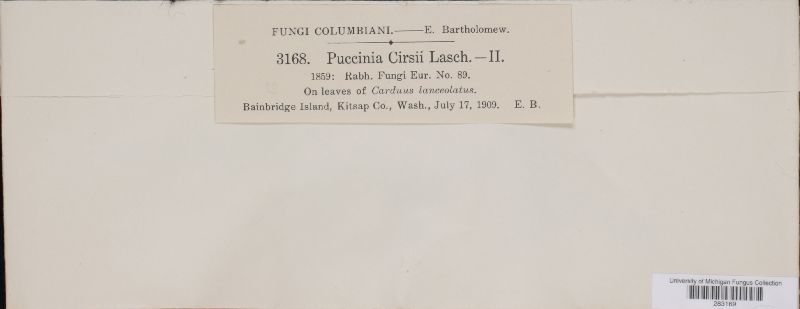 FUNGI COLUMBIANI.——E. Bartholomew.
3168. Puccinia Cirsii Lasch.—II.
1859: Rabh. Fungi Eur. No. 89.
On leaves of Carduus lanceolatus.
Bainbridge Island, Kitsap Co., Wash., July 17, 1909. E. B.
University of Michigan Fungus Collection
283169